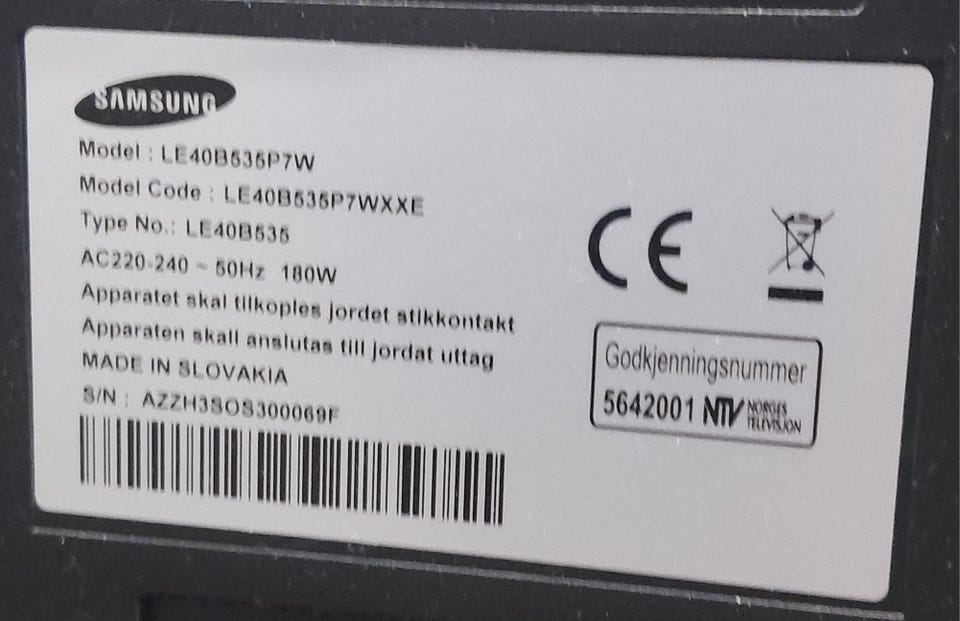 SAMSUNG
Model : LE40B535P7W
Model Code : LE40B535P7WXXE
Type No.: LE40B535
AC220-240 ~ 50Hz 180W
Apparatet skal tilkoples jordet stikkontakt
Apparaten skall anslutas till jordat uttag
MADE IN SLOVAKIA
S/N : AZZH3SOS300069F
CE
Godkjenningsnummer
5642001 NTV NORGES
TELEVISJON